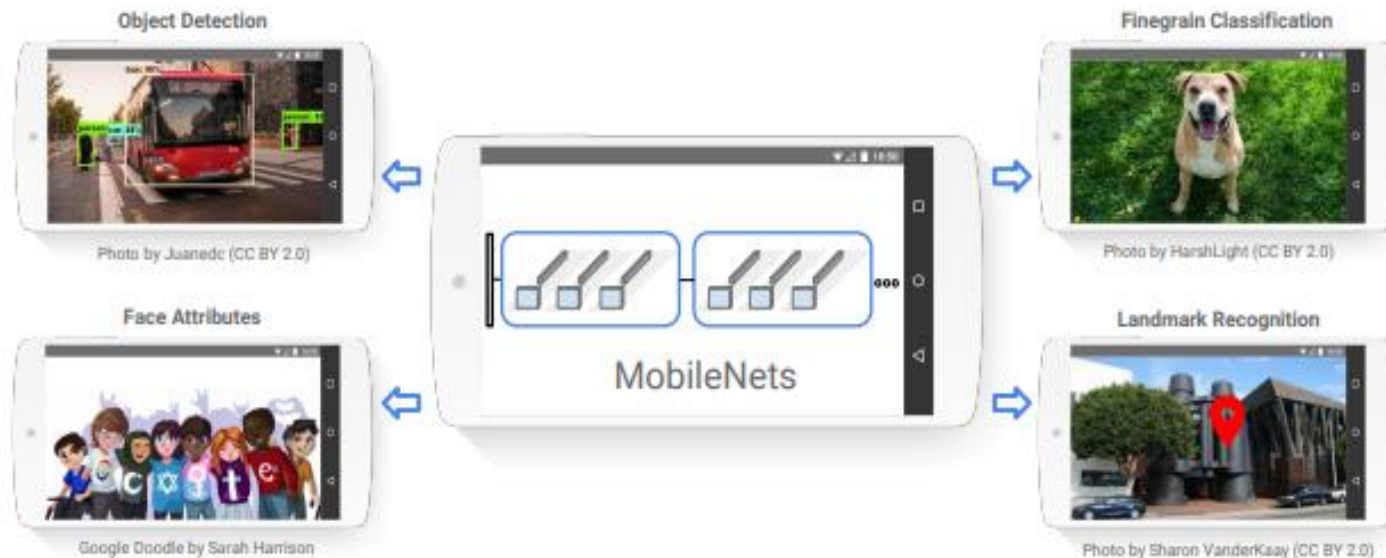 Object Detection
Finegrain Classification
Photo by Juanedc (CC BY 2.0)
Photo by HarshLight (CC BY 2.0)
MobileNets
Face Attributes
Landmark Recognition
Google Doodle by Sarah Harrison
Photo by Sharon VanderKaay (CC BY 2.0)